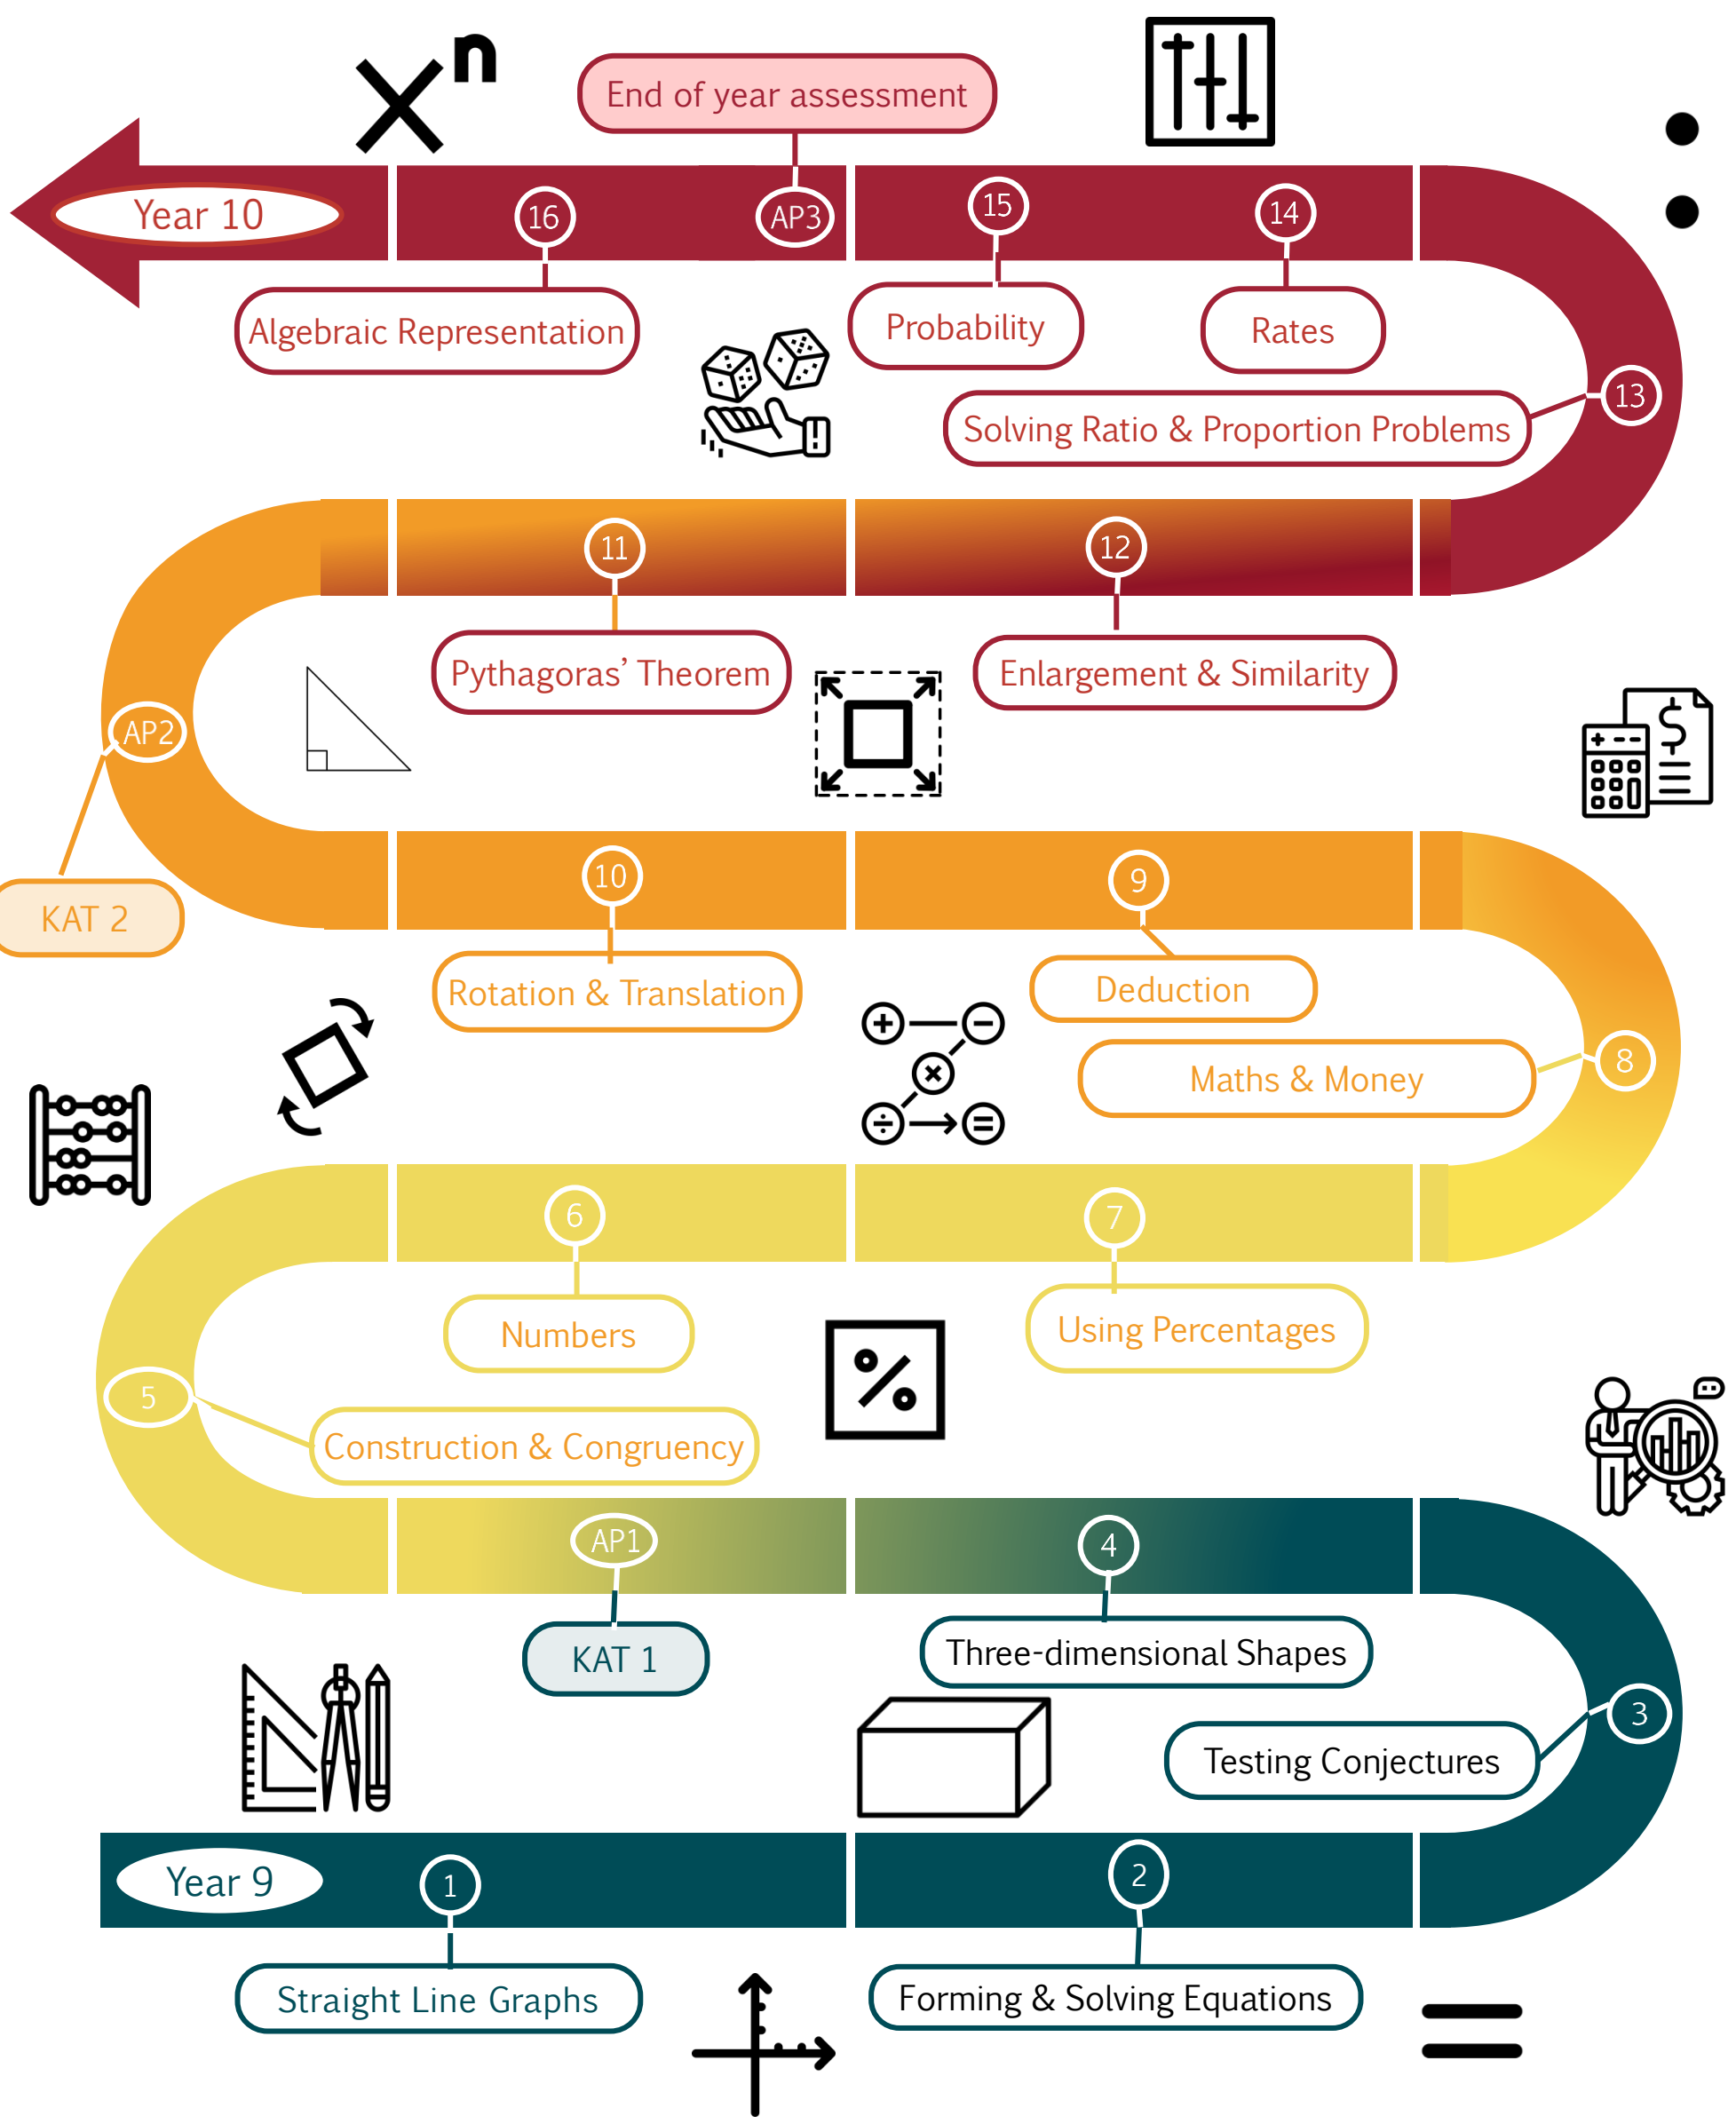 n
End of year assessment
Year 10
16
AP3
15
14
Algebraic Representation
Probability
Rates
13
Solving Ratio & Proportion Problems
11
12
Pythagoras’ Theorem
Enlargement & Similarity
AP2
KAT 2
10
9
Rotation & Translation
Deduction
8
Maths & Money
6
7
Numbers
Using Percentages
5
Construction & Congruency
AP1
4
KAT 1
Three-dimensional Shapes
3
Testing Conjectures
Year 9
1
2
Straight Line Graphs
Forming & Solving Equations